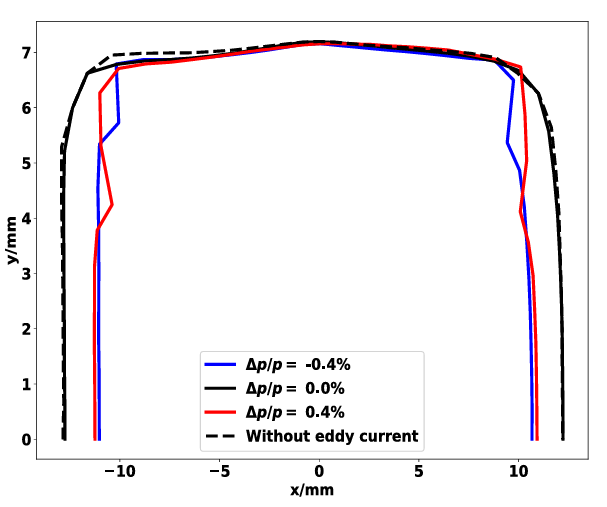 7
6
5
4
3
2
1
0
y/mm
Δp/p = -0.4%
Δp/p = 0.0%
Δp/p = 0.4%
Without eddy current
−10 −5 0 5 10
x/mm